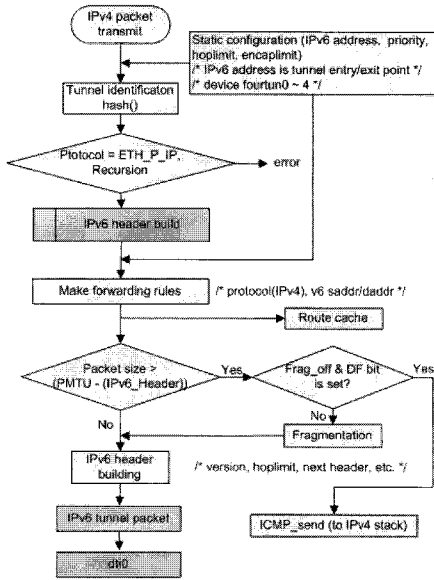 IPv4 packet
transmit
Static configuration (IPv6 address, priority,
hoplimit, encaplimit)
/* IPv6 address is tunnel entry/exit point */
/* device fourtun0 ~ 4 */
Tunnel identificaton
hash()
Ptotocol = ETH_P_IP,
Recursion
error
IPv6 header build
Make forwarding rules
/* protocol(IPv4), v6 saddr/daddr */
Route cache
Packet size >
(PMTU - (IPv6_Header))
Yes
Frag_off & DF bit
is set?
Yes
No
No
Fragmentation
IPv6 header
building
/* version, hoplimit, next header, etc. */
IPv6 tunnel packet
ICMP_send (to IPv4 stack)
dti0